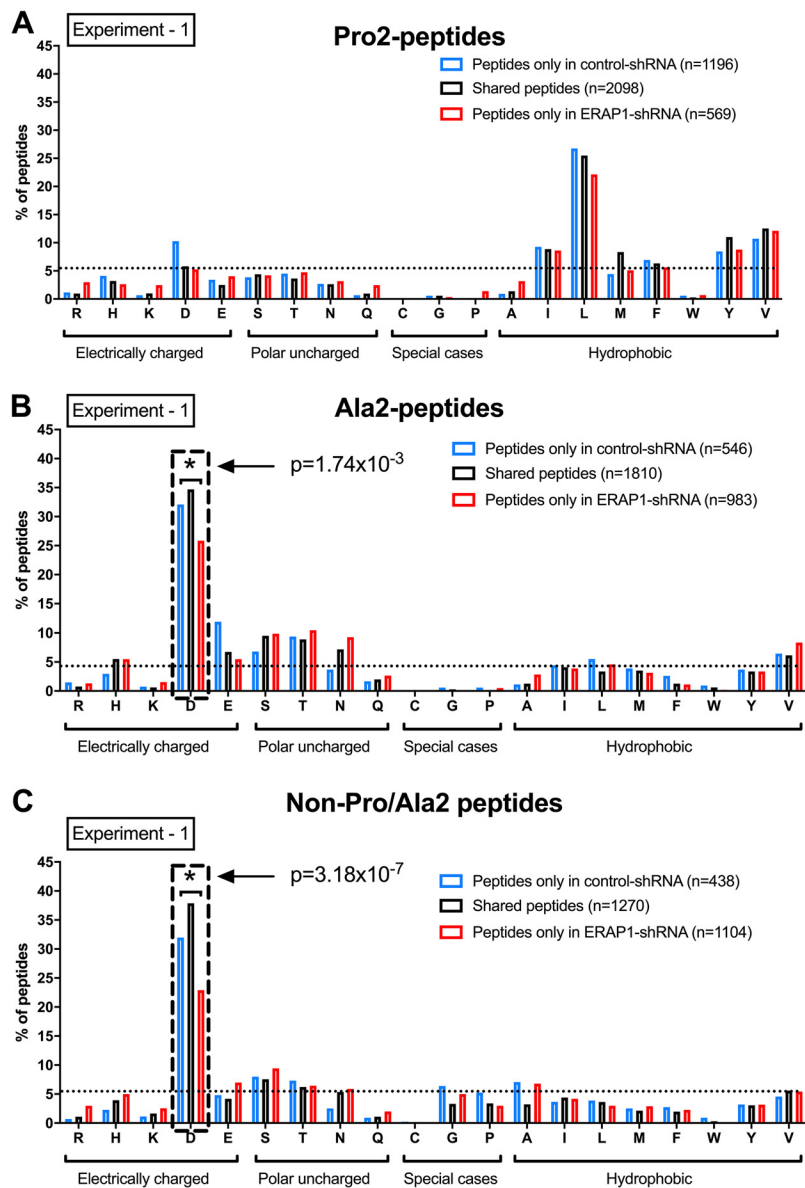 A
Experiment - 1
Pro2-peptides
Peptides only in control-shRNA (n=1196)
Shared peptides (n=2098)
Peptides only in ERAP1-shRNA (n=569)
% of peptides
45
40
35
30
25
20
15
10
5
0
R H K D E S T N Q C G P A I L M F W Y V
Electrically charged Polar uncharged Special cases Hydrophobic
B
Experiment - 1
Ala2-peptides
*
p=1.74x10-3
Peptides only in control-shRNA (n=546)
Shared peptides (n=1810)
Peptides only in ERAP1-shRNA (n=983)
% of peptides
45
40
35
30
25
20
15
10
5
0
R H K D E S T N Q C G P A I L M F W Y V
Electrically charged Polar uncharged Special cases Hydrophobic
C
Non-Pro/Ala2 peptides
Experiment - 1
*
p=3.18x10-7
Peptides only in control-shRNA (n=438)
Shared peptides (n=1270)
Peptides only in ERAP1-shRNA (n=1104)
% of peptides
45
40
35
30
25
20
15
10
5
0
R H K D E S T N Q C G P A I L M F W Y V
Electrically charged Polar uncharged Special cases Hydrophobic